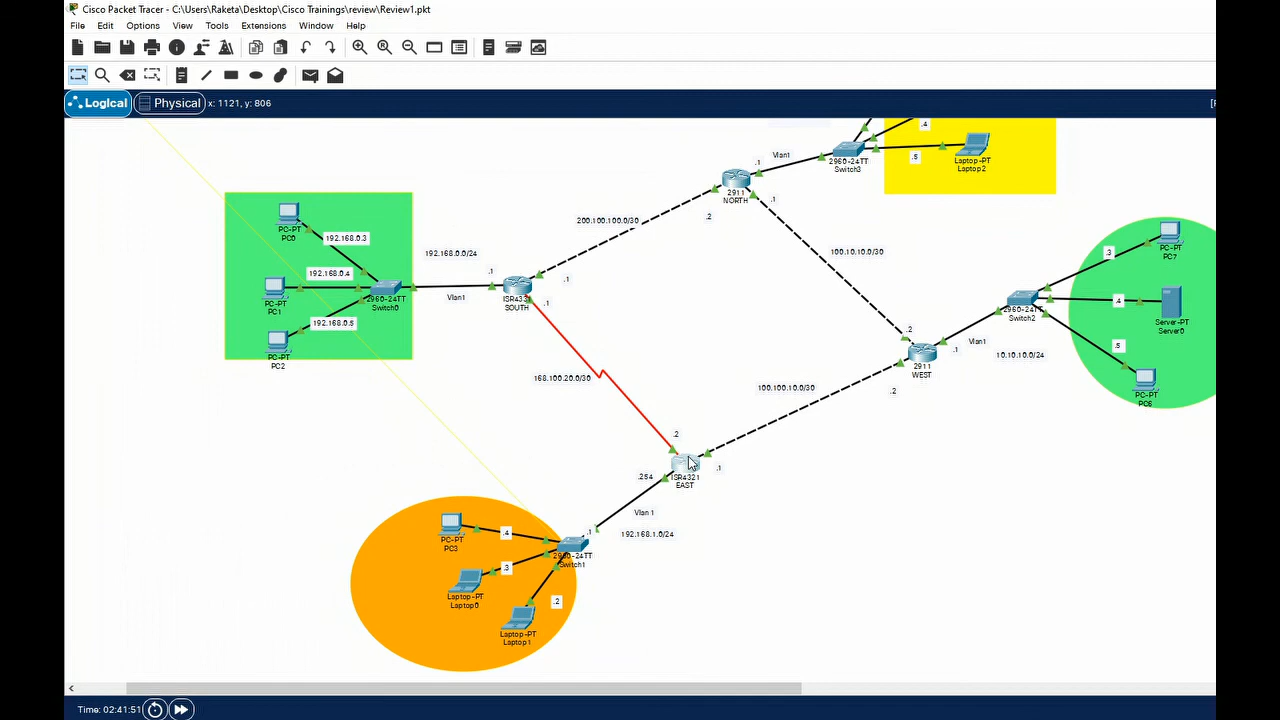 Cisco Packet Tracer - C:\Users\Raketa\Desktop\Cisco Trainings\review\Review1.pkt
File Edit Options View Tools Extensions Window Help
Logical Physical x: 1121, y: 806
.4
.5
Laptop-PT
Laptop2
2960-24TT
Switch3
Vlan1
.1
2911
NORTH
.1
.2
200.100.100.0/30
100.10.10.0/30
PC-PT
PC0
192.168.0.3
192.168.0.4
PC-PT
PC1
192.168.0.5
PC-PT
PC2
2960-24TT
Switch0
192.168.0.0/24
Vlan1
.1
ISR4331
SOUTH
.1
.1
168.100.20.0/30
.2
.2
2911
WEST
.1
Vlan1
10.10.10.0/24
.2
100.100.10.0/30
2960-24TT
Switch2
.3
PC-PT
PC7
.4
Server-PT
Server0
.5
PC-PT
PC6
ISR4321
EAST
.1
.254
Vlan 1
192.168.1.0/24
.1
2960-24TT
Switch1
.4
PC-PT
PC3
.3
Laptop-PT
Laptop0
.2
Laptop-PT
Laptop1
Time: 02:41:51